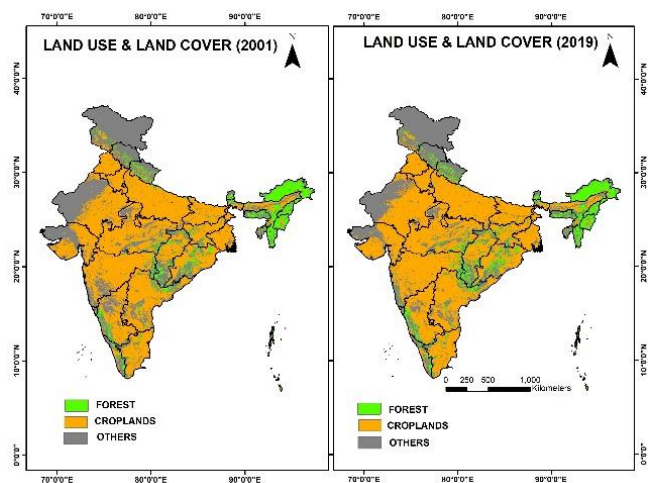 70°0'0"E 80°0'0"E 90°0'0"E
LAND USE & LAND COVER (2001)
N
40°0'0"N
30°0'0"N
20°0'0"N
10°0'0"N
0°0'0"
FOREST
CROPLANDS
OTHERS
70°0'0"E 80°0'0"E 90°0'0"E
70°0'0"E 80°0'0"E 90°0'0"E
LAND USE & LAND COVER (2019)
N
40°0'0"N
30°0'0"N
20°0'0"N
10°0'0"N
0°0'0"
0 250 500 1,000
Kilometers
FOREST
CROPLANDS
OTHERS
70°0'0"E 80°0'0"E 90°0'0"E